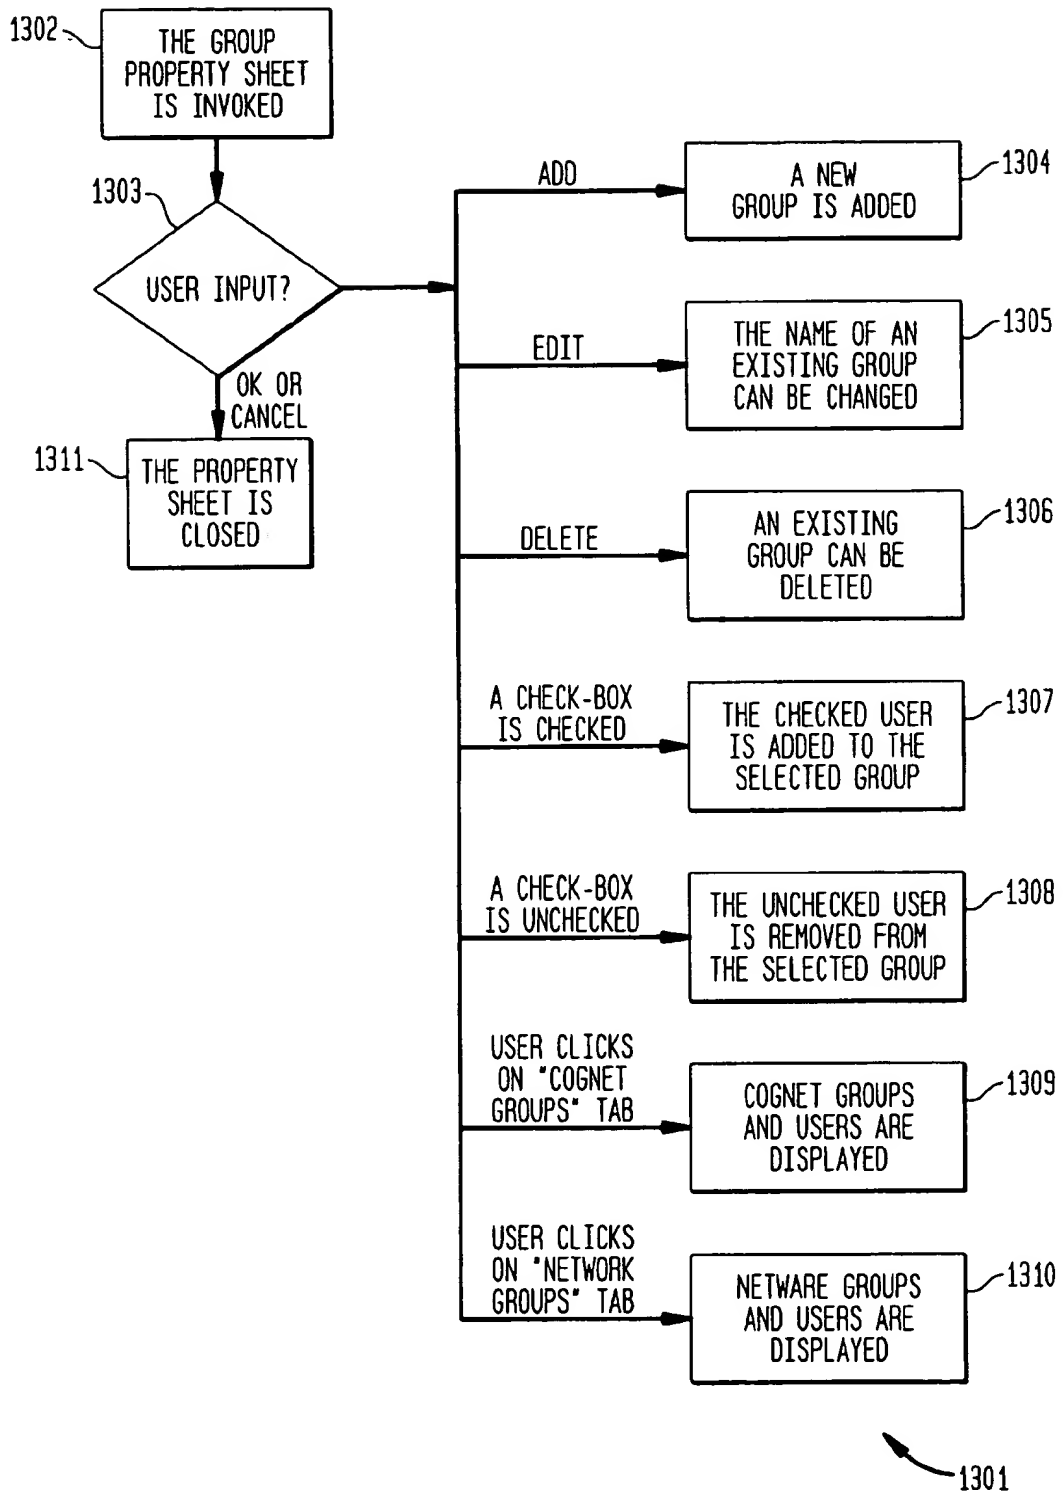 1302
THE GROUP
PROPERTY SHEET
IS INVOKED
1303
USER INPUT?
OK OR
CANCEL
1311
THE PROPERTY
SHEET IS
CLOSED
ADD
A NEW
GROUP IS ADDED
1304
EDIT
THE NAME OF AN
EXISTING GROUP
CAN BE CHANGED
1305
DELETE
AN EXISTING
GROUP CAN BE
DELETED
1306
A CHECK-BOX
IS CHECKED
THE CHECKED USER
IS ADDED TO THE
SELECTED GROUP
1307
A CHECK-BOX
IS UNCHECKED
THE UNCHECKED USER
IS REMOVED FROM
THE SELECTED GROUP
1308
USER CLICKS
ON "COGNET
GROUPS" TAB
COGNET GROUPS
AND USERS ARE
DISPLAYED
1309
USER CLICKS
ON "NETWORK
GROUPS" TAB
NETWARE GROUPS
AND USERS ARE
DISPLAYED
1310
1301